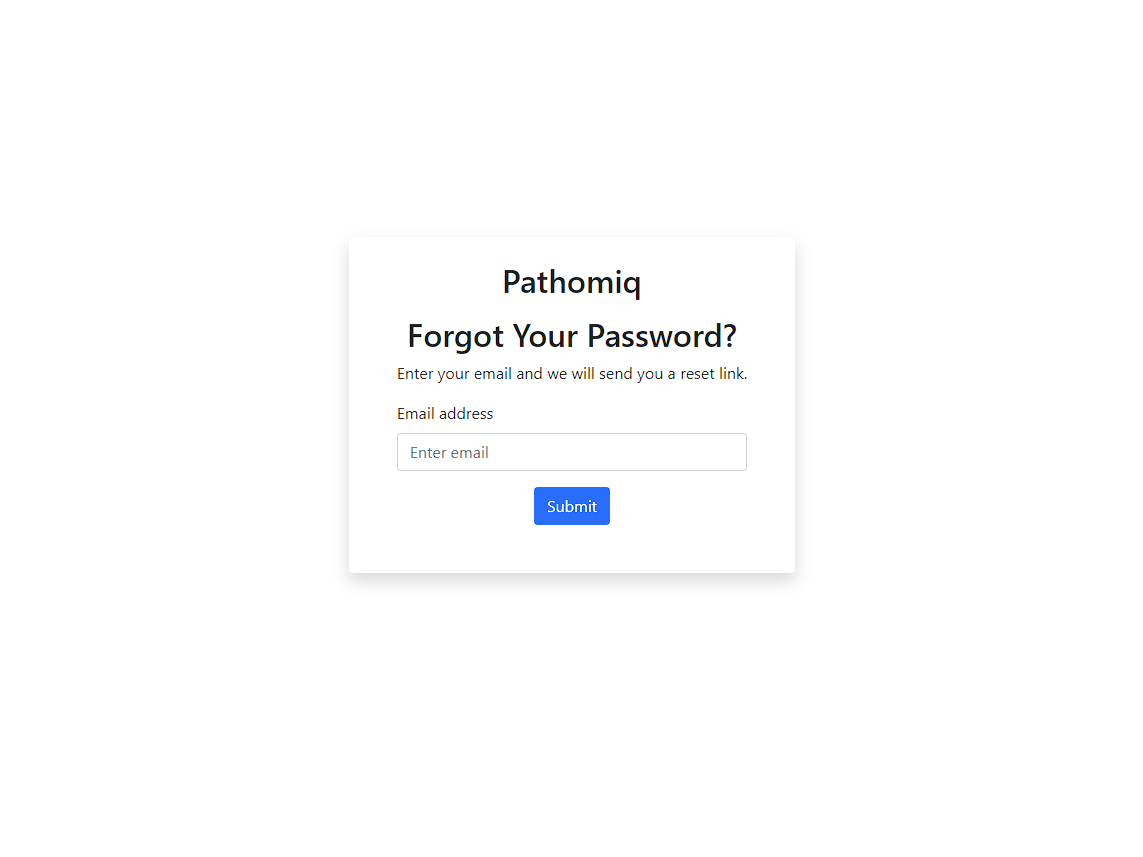 Pathomiq
Forgot Your Password?
Enter your email and we will send you a reset link.
Email address
Enter email
Submit